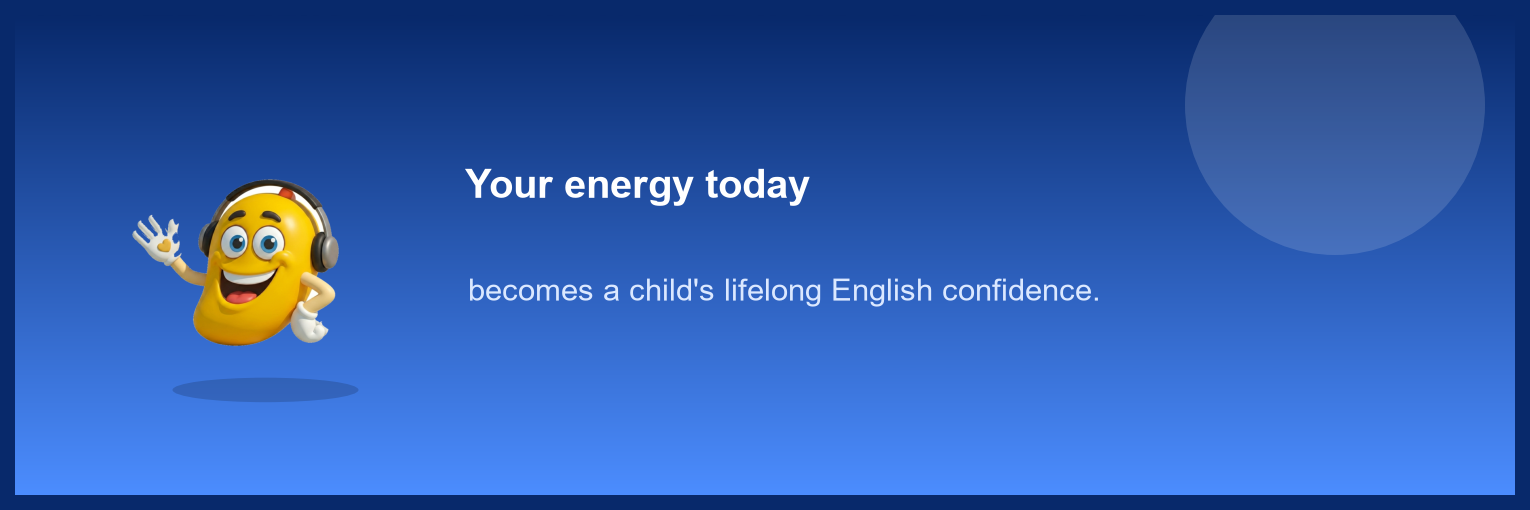 Your energy today
becomes a child's lifelong English confidence.